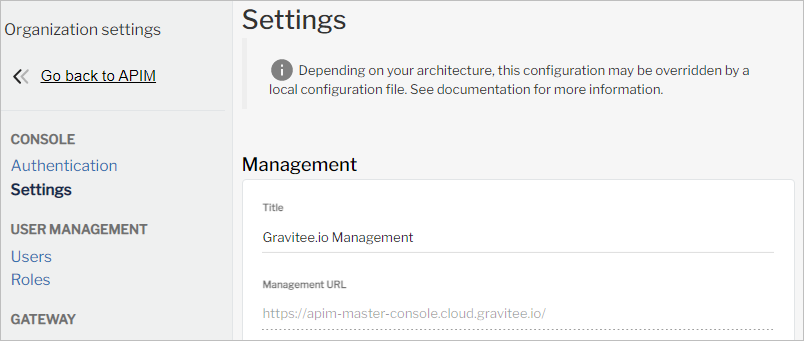 Organization settings
Go back to APIM
CONSOLE
Authentication
Settings
USER MANAGEMENT
Users
Roles
GATEWAY
Settings
Depending on your architecture, this configuration may be overridden by a
local configuration file. See documentation for more information.
Management
Title
Gravitee.io Management
Management URL
https://apim-master-console.cloud.gravitee.io/